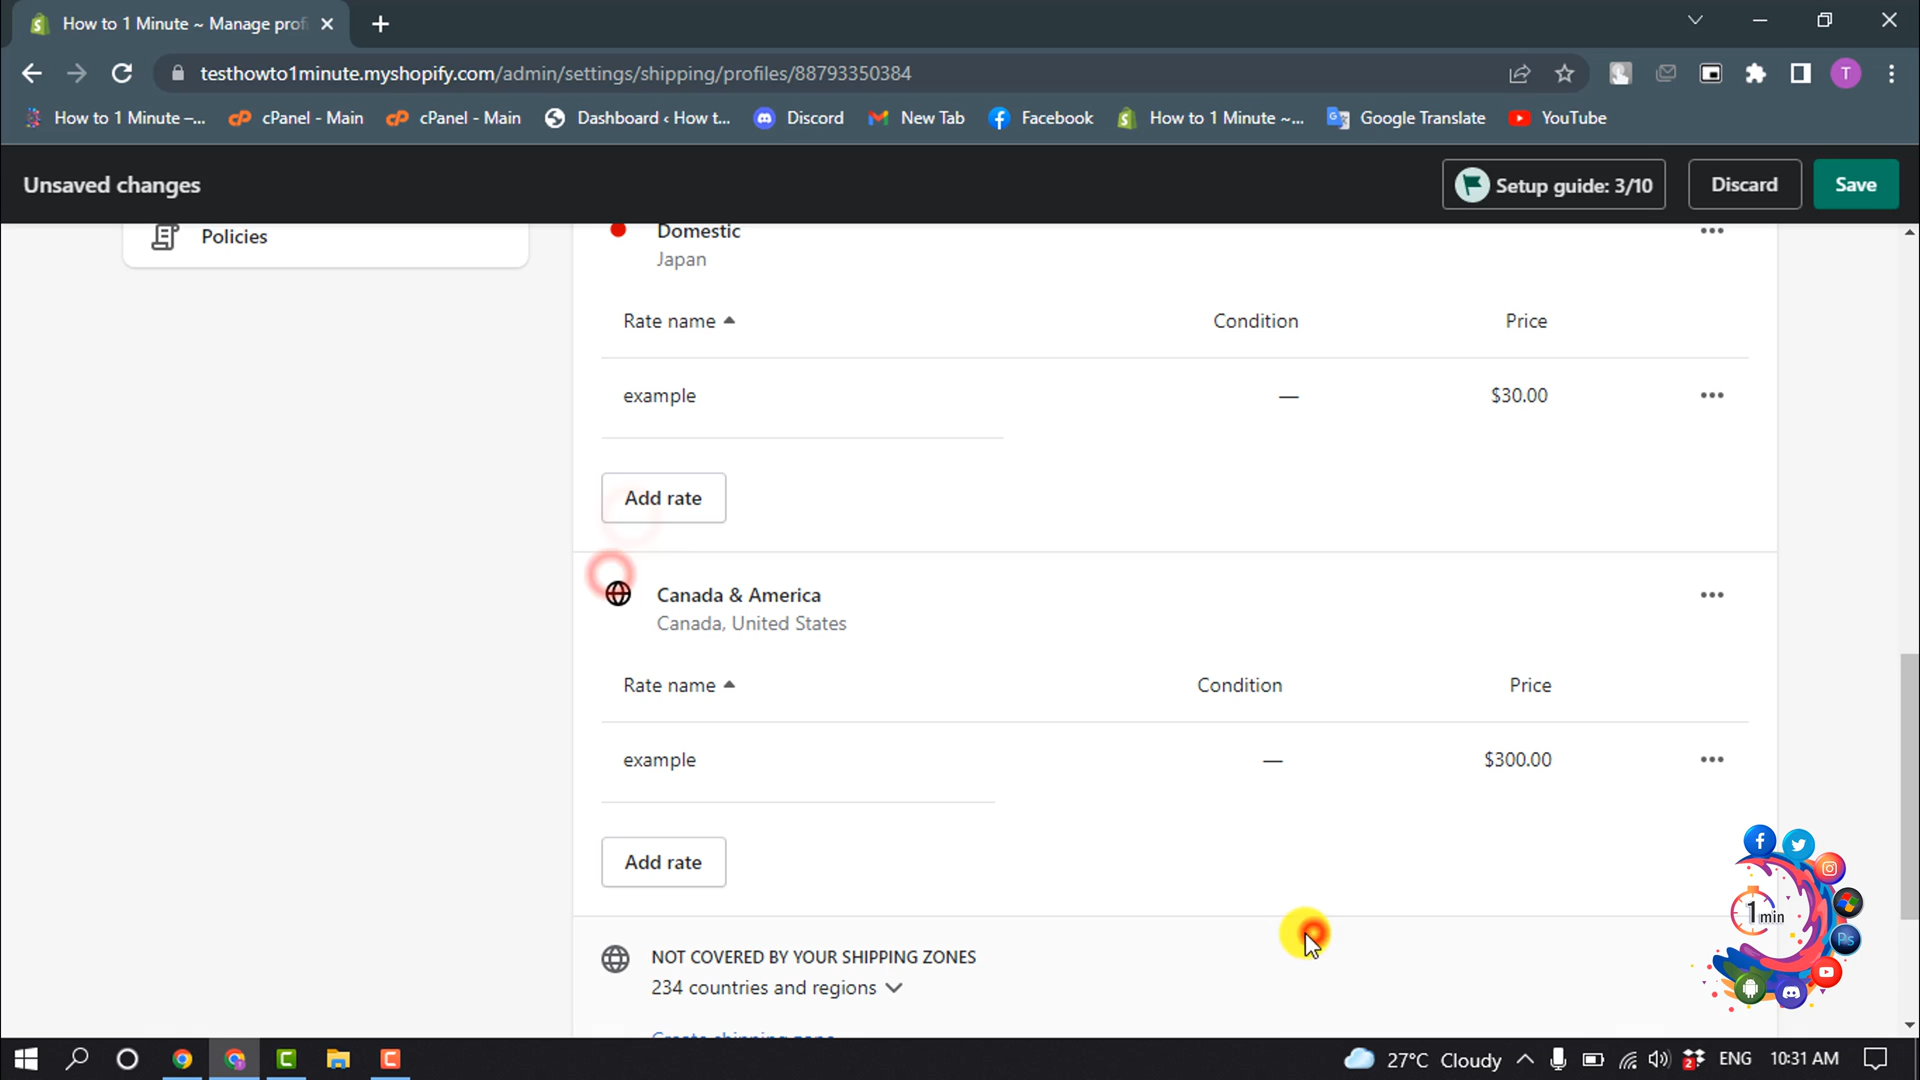 How to 1 Minute ~ Manage prof
testhowto1minute.myshopify.com/admin/settings/shipping/profiles/88793350384
T
How to 1 Minute –... cPanel - Main cPanel - Main Dashboard ‹ How t... Discord New Tab Facebook How to 1 Minute ~... Google Translate YouTube
Unsaved changes
Setup guide: 3/10
Discard
Save
Policies
Domestic
Japan
Rate name Condition Price
example — $30.00
Add rate
Canada & America
Canada, United States
Rate name Condition Price
example — $300.00
Add rate
NOT COVERED BY YOUR SHIPPING ZONES
234 countries and regions
Create shipping zone
1 min
Ps
27°C Cloudy ENG 10:31 AM